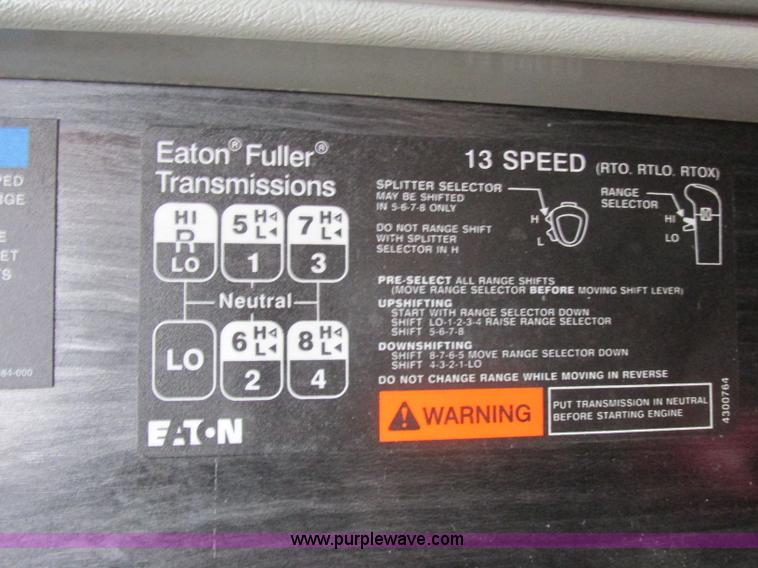 Eaton® Fuller®
Transmissions
HI
R
LO
5 H
L
1
7 H
L
3
Neutral
LO
6 H
L
2
8 H
L
4
EATON
13 SPEED (RTO. RTLO. RTOX)
SPLITTER SELECTOR
MAY BE SHIFTED
IN 5-6-7-8 ONLY
H
L
RANGE
SELECTOR
HI
LO
DO NOT RANGE SHIFT
WITH SPLITTER
SELECTOR IN H
PRE-SELECT ALL RANGE SHIFTS
(MOVE RANGE SELECTOR BEFORE MOVING SHIFT LEVER)
UPSHIFTING
START WITH RANGE SELECTOR DOWN
SHIFT LO-1-2-3-4 RAISE RANGE SELECTOR
SHIFT 5-6-7-8
DOWNSHIFTING
SHIFT 8-7-6-5 MOVE RANGE SELECTOR DOWN
SHIFT 4-3-2-1-LO
DO NOT CHANGE RANGE WHILE MOVING IN REVERSE
WARNING
PUT TRANSMISSION IN NEUTRAL
BEFORE STARTING ENGINE
4300764
www.purplewave.com